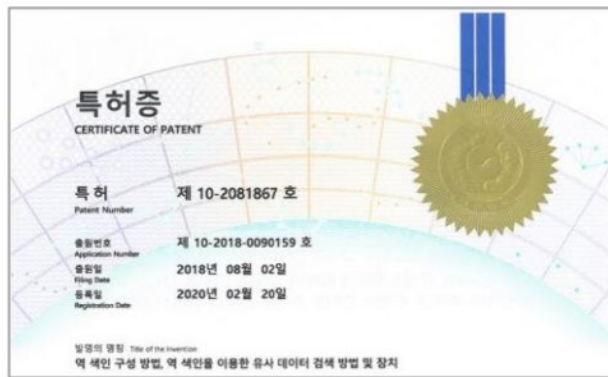 특허증
CERTIFICATE OF PATENT
특 허 제 10-2081867 호
Patent Number
출원번호 제 10-2018-0090159 호
Application Number
출원일 2018년 08월 02일
Filing Date
등록일 2020년 02월 20일
Registration Date
발명의 명칭 Title of the Invention
역 색인 구성 방법, 역 색인을 이용한 유사 데이터 검색 방법 및 장치